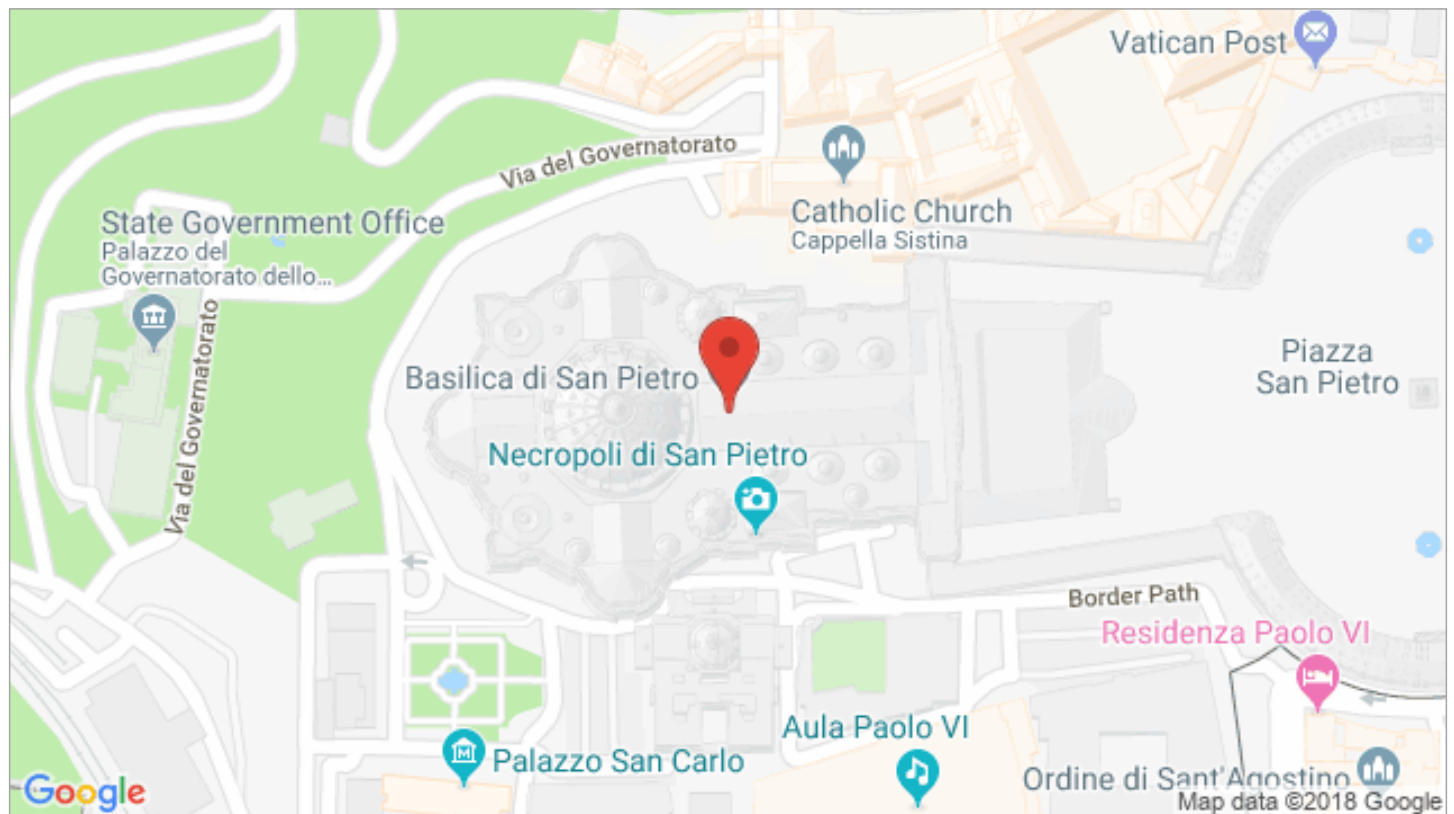 Vatican Post
Via del Governatorato
Catholic Church
Cappella Sistina
State Government Office
Palazzo del
Governatorato dello...
Via del Governatorato
Basilica di San Pietro
Piazza
San Pietro
Necropoli di San Pietro
Border Path
Residenza Paolo VI
Aula Paolo VI
Palazzo San Carlo
Ordine di Sant'Agostino
Google
Map data ©2018 Google